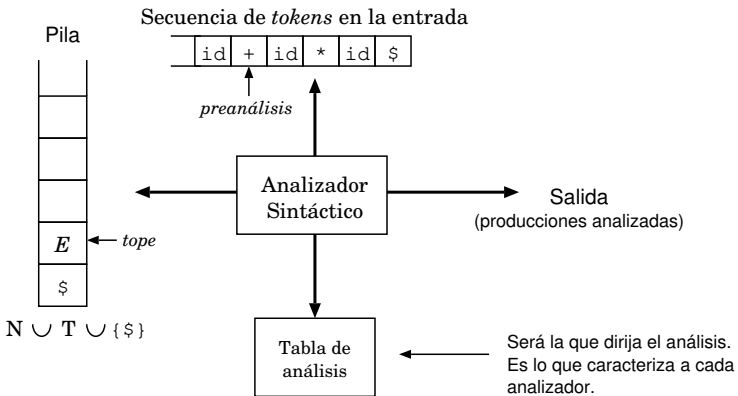 Secuencia de tokens en la entrada
Pila
id + id * id $
preanálisis
Analizador
Sintáctico
Salida
(producciones analizadas)
E
tope
$
N ∪ T ∪ {$}
Tabla de
análisis
Será la que dirija el análisis.
Es lo que caracteriza a cada
analizador.